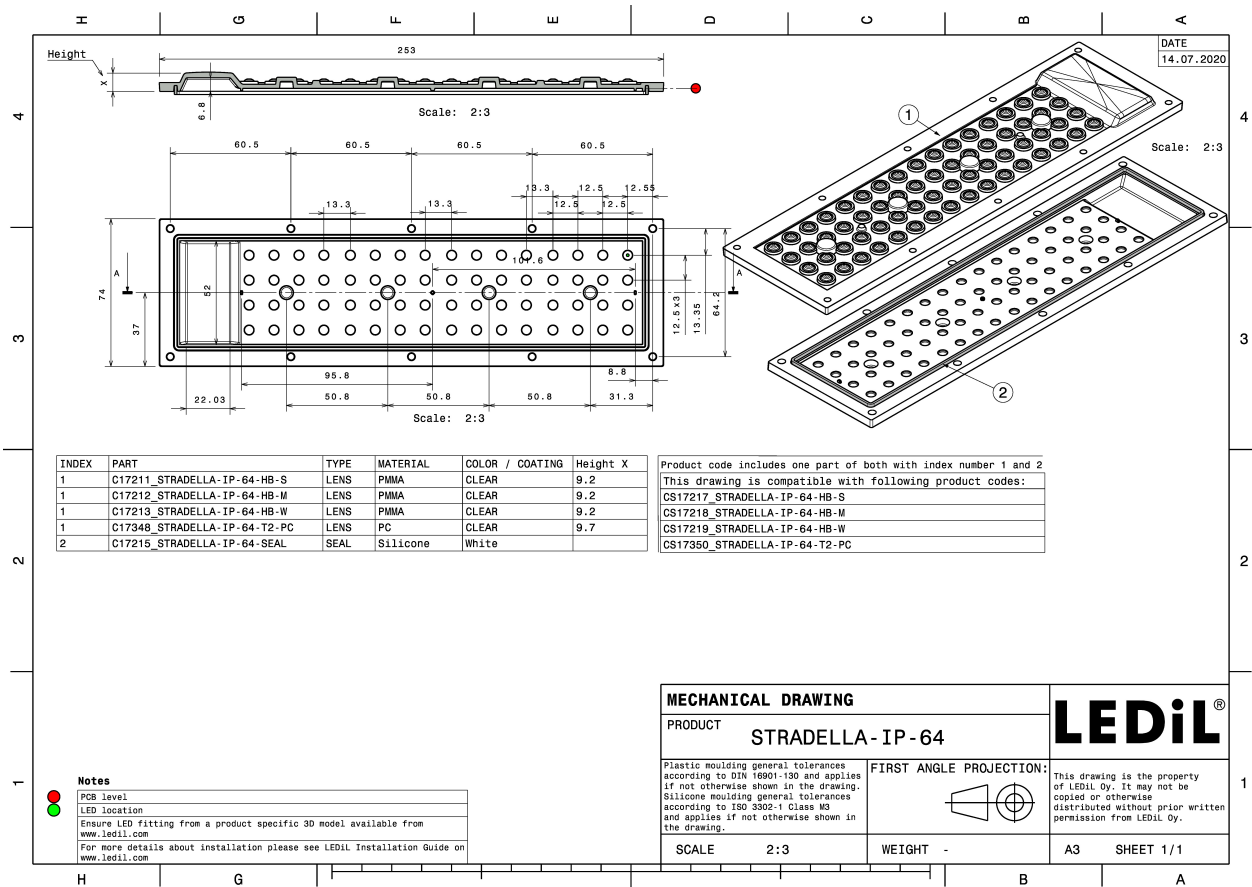 H G F E D C B A
DATE
14.07.2020
Height
253
X
6.8
Scale: 2:3
4
4
1
Scale: 2:3
60.5 60.5 60.5 60.5
13.3 12.5 12.55
13.3 13.3 12.5 12.5
101.6
A A
74
37
52
12.5x3
13.35
64.2
3
3
95.8
8.8
22.03
50.8 50.8 50.8 31.3
Scale: 2:3
2
INDEX PART TYPE MATERIAL COLOR / COATING Height X
1 C17211_STRADELLA-IP-64-HB-S LENS PMMA CLEAR 9.2
1 C17212_STRADELLA-IP-64-HB-M LENS PMMA CLEAR 9.2
1 C17213_STRADELLA-IP-64-HB-W LENS PMMA CLEAR 9.2
1 C17348_STRADELLA-IP-64-T2-PC LENS PC CLEAR 9.7
2 C17215_STRADELLA-IP-64-SEAL SEAL Silicone White
Product code includes one part of both with index number 1 and 2
This drawing is compatible with following product codes:
CS17217_STRADELLA-IP-64-HB-S
CS17218_STRADELLA-IP-64-HB-M
CS17219_STRADELLA-IP-64-HB-W
CS17350_STRADELLA-IP-64-T2-PC
2
2
1
1
Notes
PCB level
LED location
Ensure LED fitting from a product specific 3D model available from
www.ledil.com
For more details about installation please see LEDiL Installation Guide on
www.ledil.com
MECHANICAL DRAWING
PRODUCT
STRADELLA-IP-64
LEDiL®
Plastic moulding general tolerances
according to DIN 16901-130 and applies
if not otherwise shown in the drawing.
Silicone moulding general tolerances
according to ISO 3302-1 Class M3
and applies if not otherwise shown in
the drawing.
FIRST ANGLE PROJECTION:
This drawing is the property
of LEDiL Oy. It may not be
copied or otherwise
distributed without prior written
permission from LEDiL Oy.
SCALE 2:3
WEIGHT -
A3 SHEET 1/1
H G B A